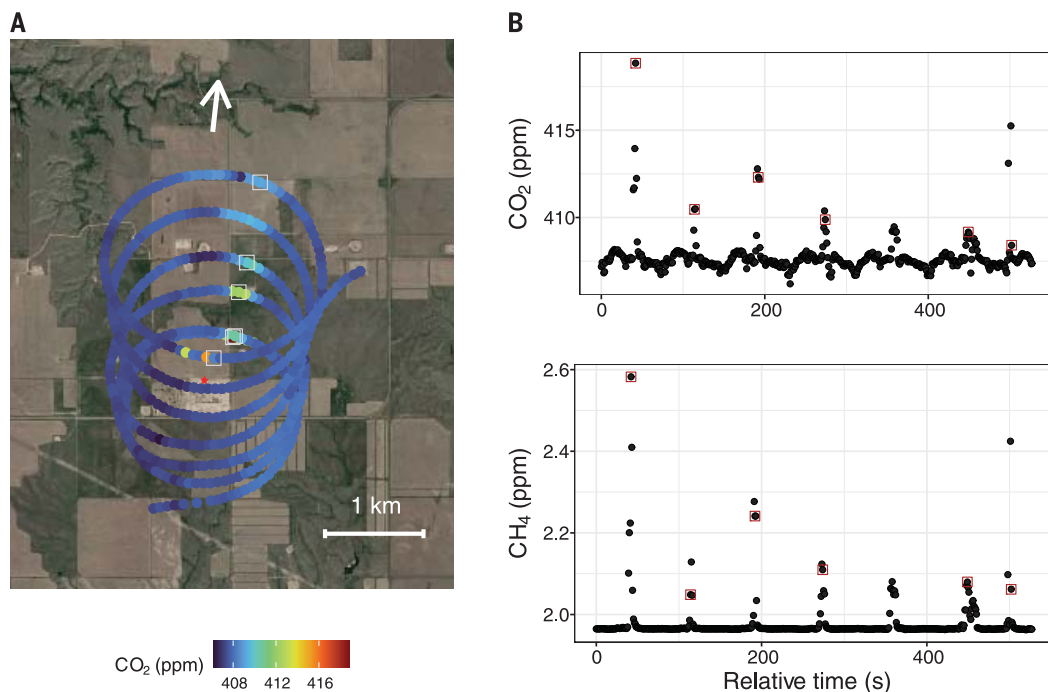 A
1 km
CO₂ (ppm)
408 412 416
B
CO₂ (ppm)
415
410
0 200 400
CH₄ (ppm)
2.6
2.4
2.2
2.0
0 200 400
Relative time (s)